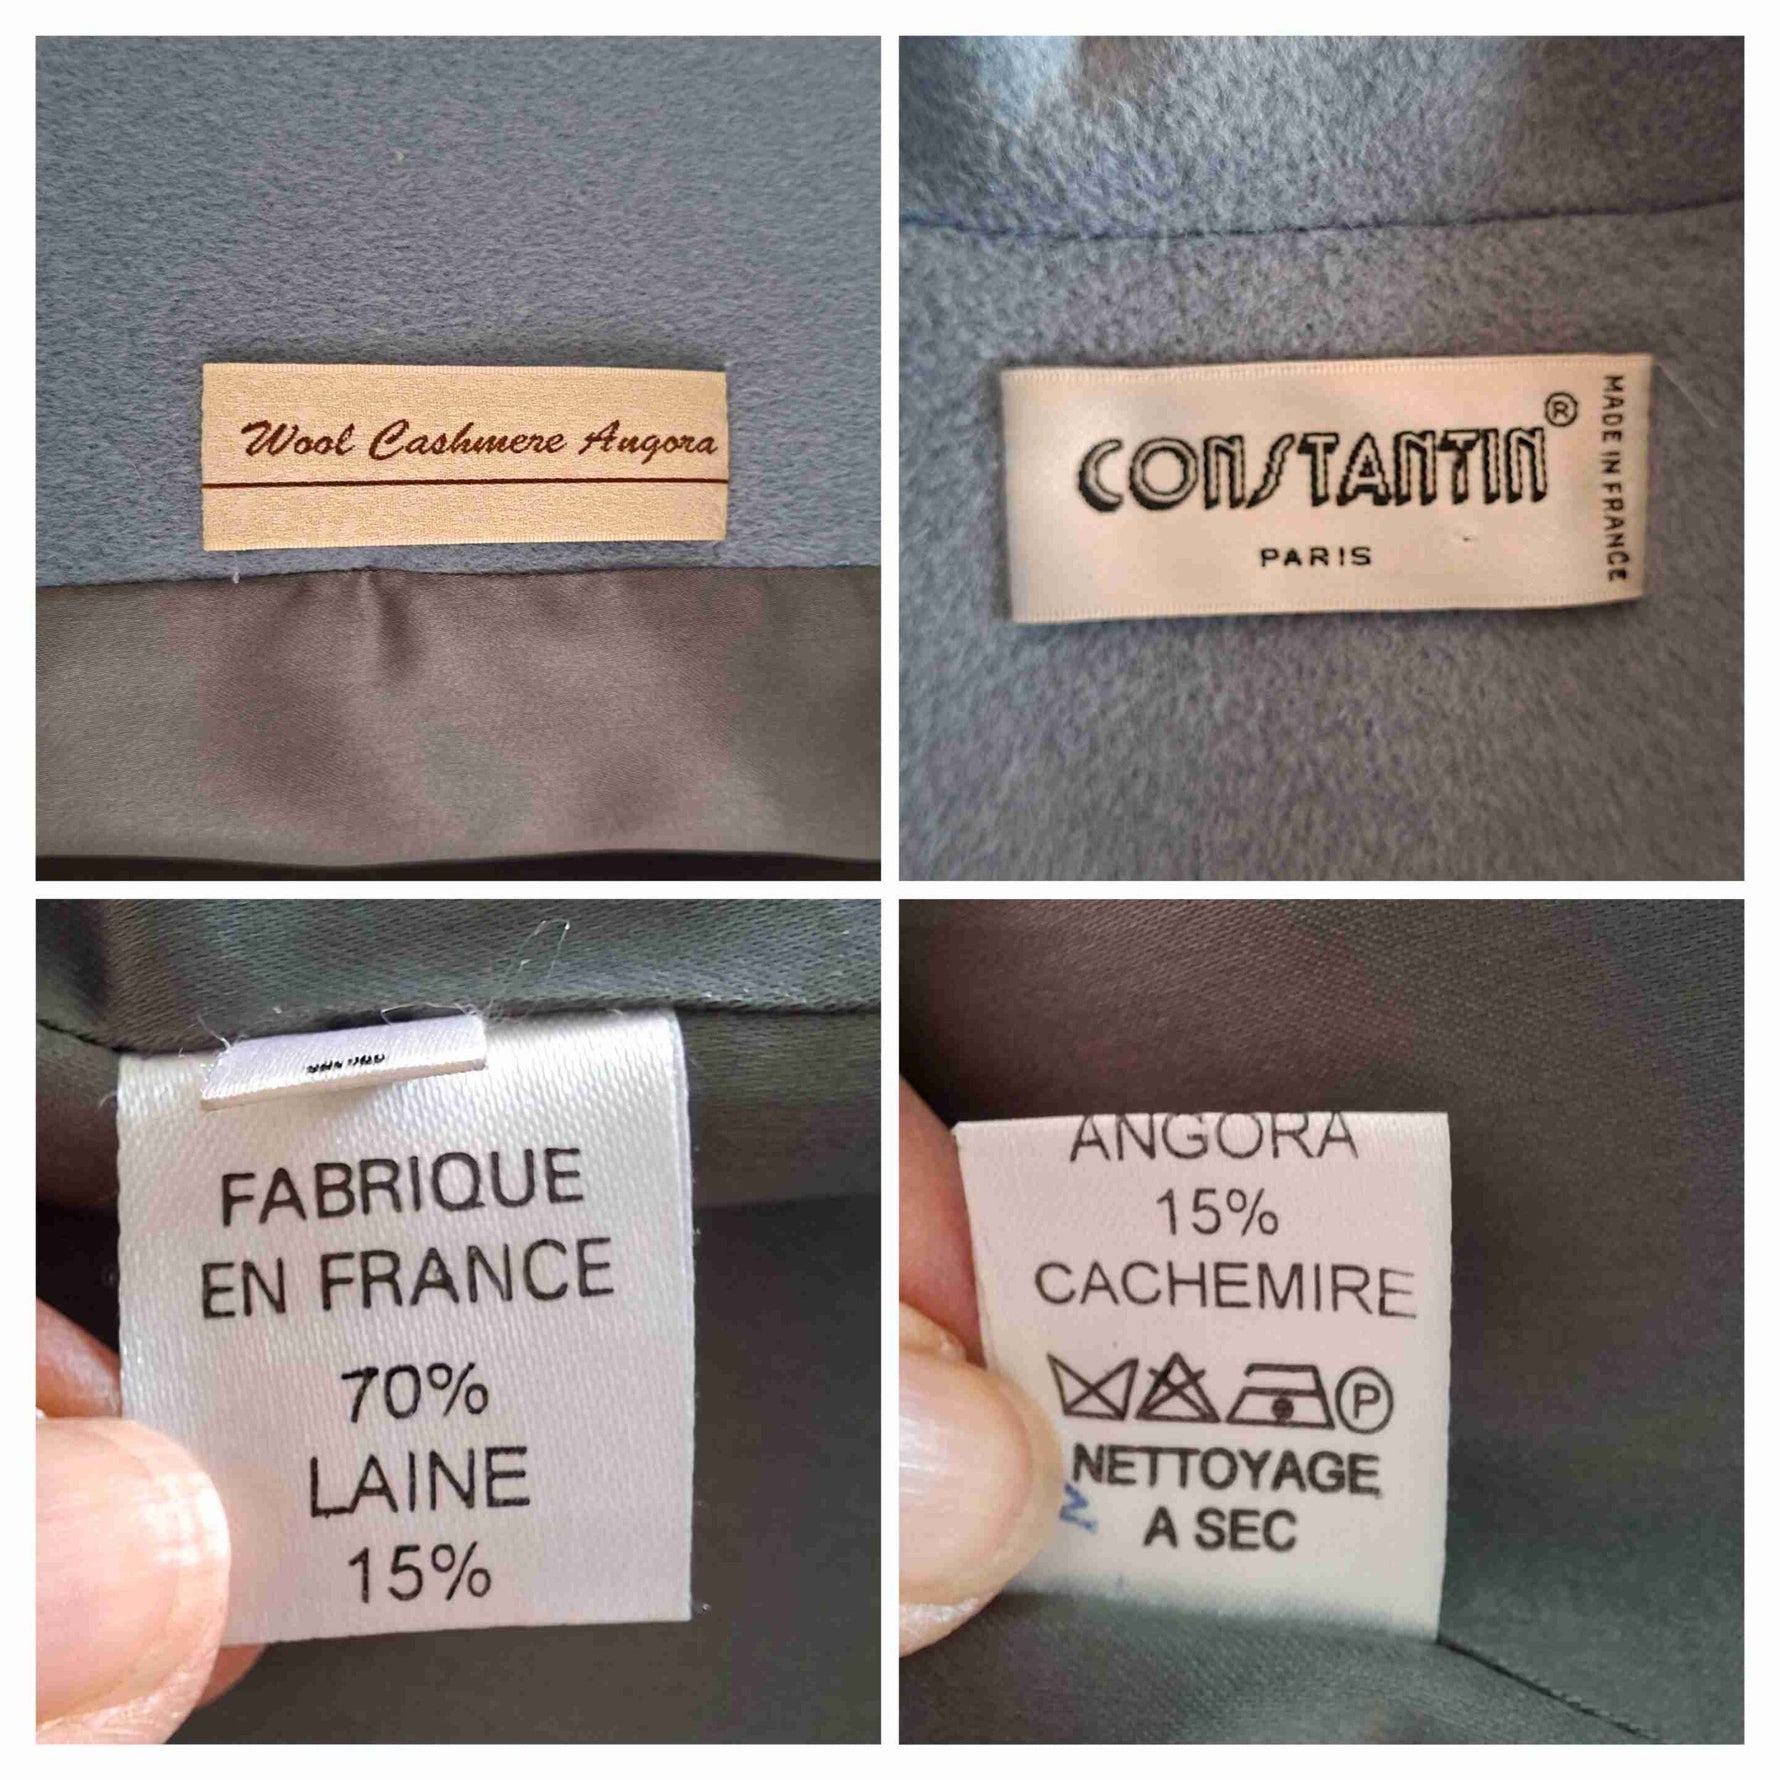 Wool Cashmere Angora
CONSTANTIN ®
PARIS
MADE IN FRANCE
FABRIQUE
EN FRANCE
70%
LAINE
15%
ANGORA
15%
CACHEMIRE
P
NETTOYAGE
A SEC